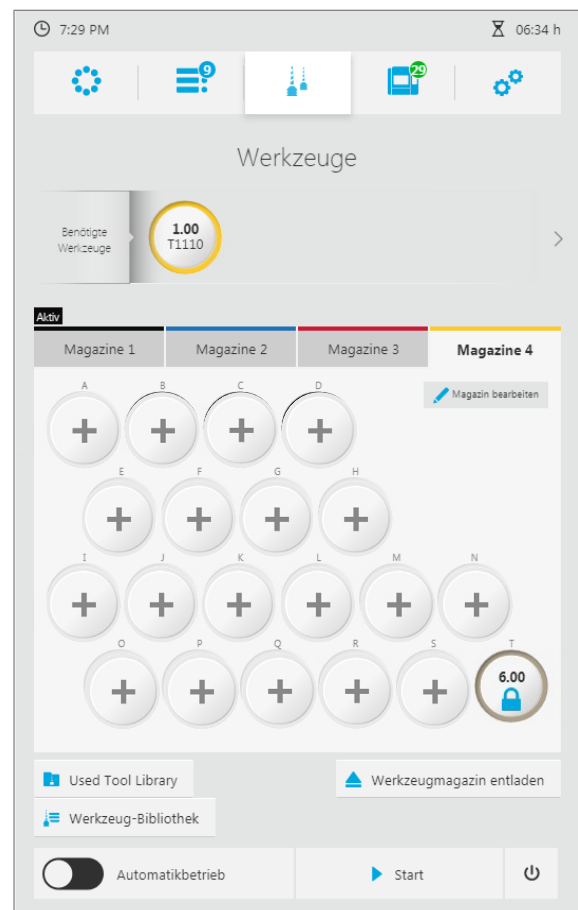 7:29 PM
06:34 h
9
29
Werkzeuge
Benötigte
Werkzeuge
1.00
T1110
Aktiv
Magazine 1
Magazine 2
Magazine 3
Magazine 4
Magazin bearbeiten
A
B
C
D
E
F
G
H
I
J
K
L
M
N
O
P
Q
R
S
T
6.00
Used Tool Library
Werkzeugmagazin entladen
Werkzeug-Bibliothek
Automatikbetrieb
Start